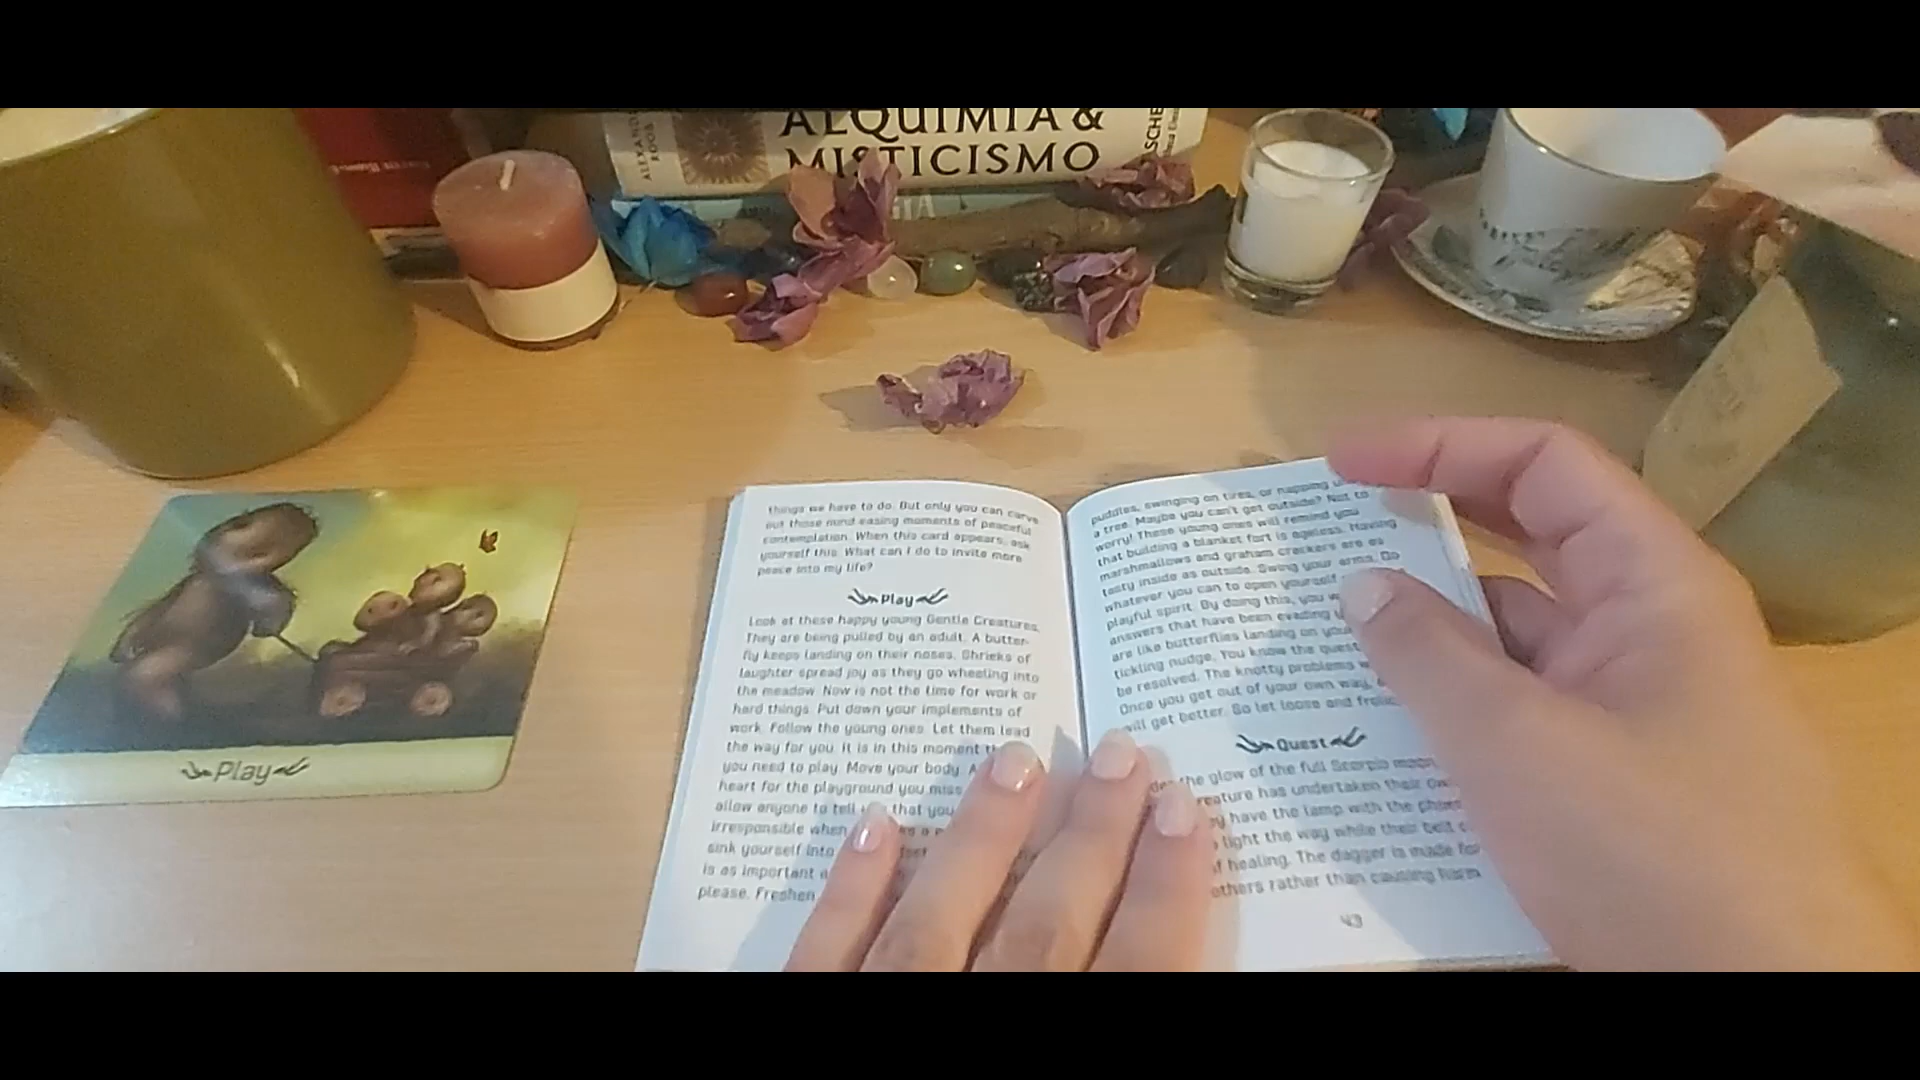 ALQUIMIA &
MISTICISMO
ALEXANDER
ROOB
Play
things we have to do. But only you can carve
out those mind-easing moments of peaceful
contemplation. When this card appears, ask
yourself this: What can I do to invite more
peace into my life?
Play
Look at these happy young Gentle Creatures.
They are being pulled by an adult. A butter-
fly keeps landing on their noses. Shrieks of
laughter spread joy as they go wheeling into
the meadow. Now is not the time for work or
hard things. Put down your implements of
work. Follow the young ones. Let them lead
the way for you. It is in this moment
you need to play. Move your body.
heart for the playground you miss
allow anyone to tell that you
irresponsible when
sink yourself into
is as important
please. Freshen
puddles, swinging on tires, or napping
a tree. Maybe you can't get outside? Not to
worry! These young ones will remind you
that building a blanket fort is ageless. Having
marshmallows and graham crackers are as
tasty inside as outside. Swing your arms. Do
whatever you can to open yourself
playful spirit. By doing this, you
answers that have been evading
are like butterflies landing on your
tickling nudge. You know the
be resolved. The knotty problems
Once you get out of your own way,
will get better. So let loose and frolic
Quest
the glow of the full Scorpio moon,
has undertaken their
have the lamp with the
light the way while their belt
healing. The dagger is made for
others rather than causing harm
43